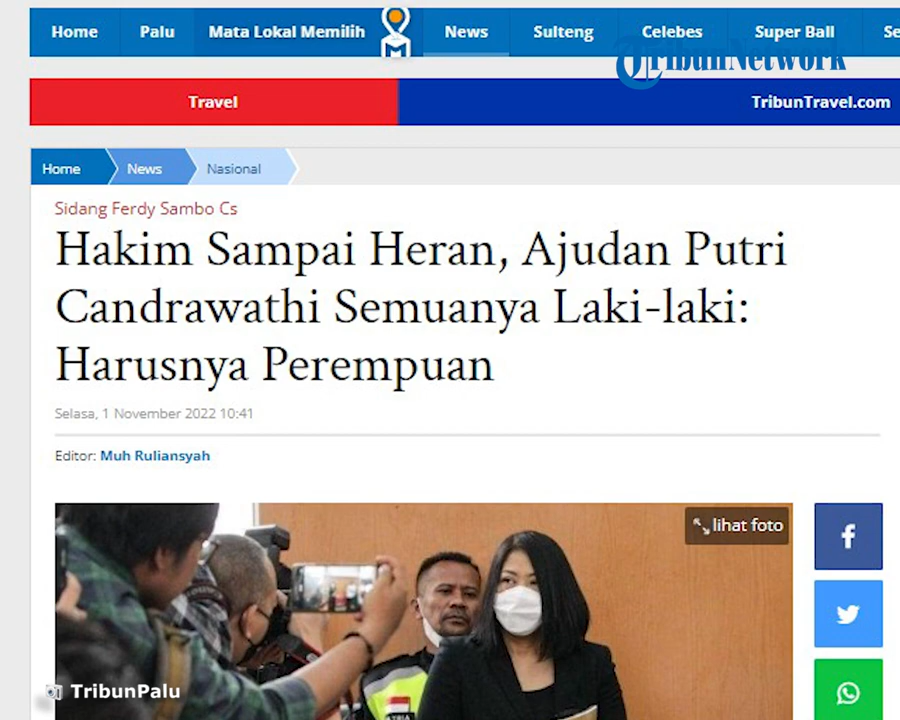 Home Palu Mata Lokal Memilih M News Sulteng Celebes Super Ball Se
TribunNetwork
Travel TribunTravel.com
Home News Nasional
Sidang Ferdy Sambo Cs
Hakim Sampai Heran, Ajudan Putri
Candrawathi Semuanya Laki-laki:
Harusnya Perempuan
Selasa, 1 November 2022 10:41
Editor: Muh Ruliansyah
lihat foto
f
TribunPalu